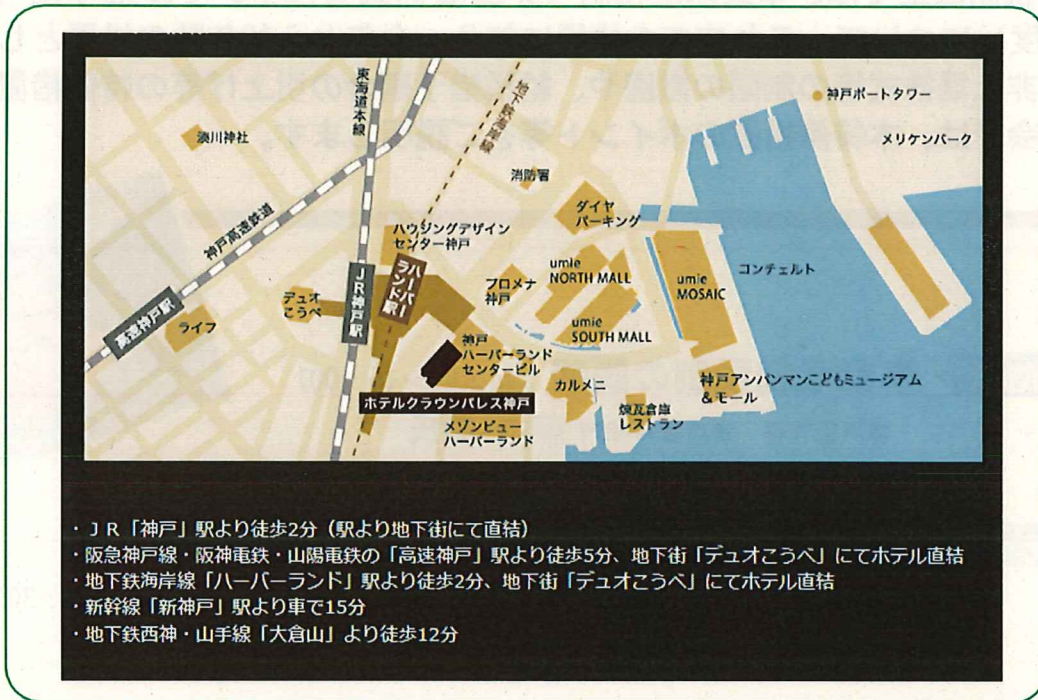 東海道本線
地下鉄海岸線
神戸ポートタワー
湊川神社
メリケンパーク
消防署
ダイヤ
パーキング
神戸高速鉄道
ハウジングデザイン
センター神戸
umie
NORTH MALL
コンチェルト
JR神戸駅
ハーバー
ランド駅
プロメナ
神戸
umie
MOSAIC
デュオ
こうべ
高速神戸駅
ライフ
umie
SOUTH MALL
神戸
ハーバーランド
センタービル
カルメニ
神戸アンパンマンこどもミュージアム
&モール
ホテルクラウンパレス神戸
煉瓦倉庫
レストラン
メゾンビュー
ハーバーランド
・ＪＲ「神戸」駅より徒歩2分（駅より地下街にて直結）
・阪急神戸線・阪神電鉄・山陽電鉄の「高速神戸」駅より徒歩5分、地下街「デュオこうべ」にてホテル直結
・地下鉄海岸線「ハーバーランド」駅より徒歩2分、地下街「デュオこうべ」にてホテル直結
・新幹線「新神戸」駅より車で15分
・地下鉄西神・山手線「大倉山」より徒歩12分